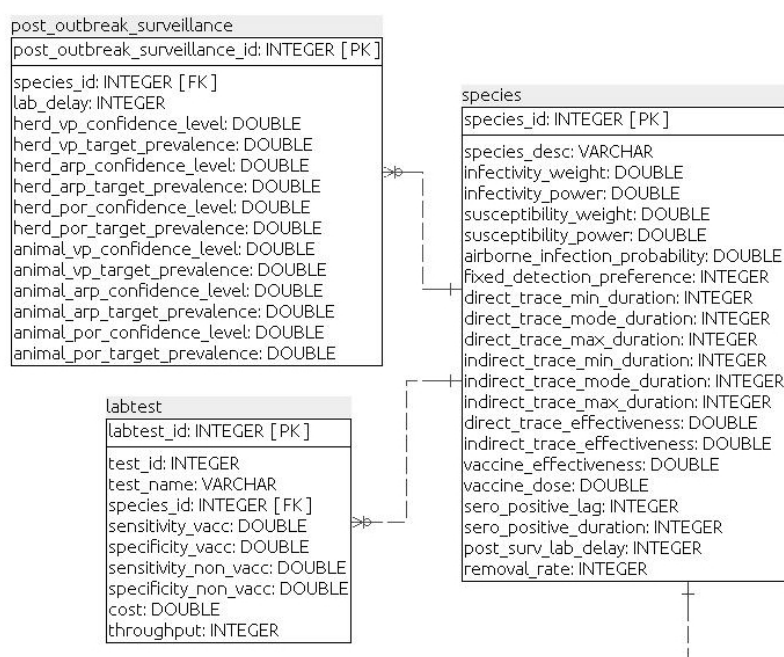 post_outbreak_surveillance
post_outbreak_surveillance_id: INTEGER [PK]
species_id: INTEGER [FK]
lab_delay: INTEGER
herd_vp_confidence_level: DOUBLE
herd_vp_target_prevalence: DOUBLE
herd_arp_confidence_level: DOUBLE
herd_arp_target_prevalence: DOUBLE
herd_por_confidence_level: DOUBLE
herd_por_target_prevalence: DOUBLE
animal_vp_confidence_level: DOUBLE
animal_vp_target_prevalence: DOUBLE
animal_arp_confidence_level: DOUBLE
animal_arp_target_prevalence: DOUBLE
animal_por_confidence_level: DOUBLE
animal_por_target_prevalence: DOUBLE
labtest
labtest_id: INTEGER [PK]
test_id: INTEGER
test_name: VARCHAR
species_id: INTEGER [FK]
sensitivity_vacc: DOUBLE
specificity_vacc: DOUBLE
sensitivity_non_vacc: DOUBLE
specificity_non_vacc: DOUBLE
cost: DOUBLE
throughput: INTEGER
species
species_id: INTEGER [PK]
species_desc: VARCHAR
infectivity_weight: DOUBLE
infectivity_power: DOUBLE
susceptibility_weight: DOUBLE
susceptibility_power: DOUBLE
airborne_infection_probability: DOUBLE
fixed_detection_preference: INTEGER
direct_trace_min_duration: INTEGER
direct_trace_mode_duration: INTEGER
direct_trace_max_duration: INTEGER
indirect_trace_min_duration: INTEGER
indirect_trace_mode_duration: INTEGER
indirect_trace_max_duration: INTEGER
direct_trace_effectiveness: DOUBLE
indirect_trace_effectiveness: DOUBLE
vaccine_effectiveness: DOUBLE
vaccine_dose: DOUBLE
sero_positive_lag: INTEGER
sero_positive_duration: INTEGER
post_surv_lab_delay: INTEGER
removal_rate: INTEGER